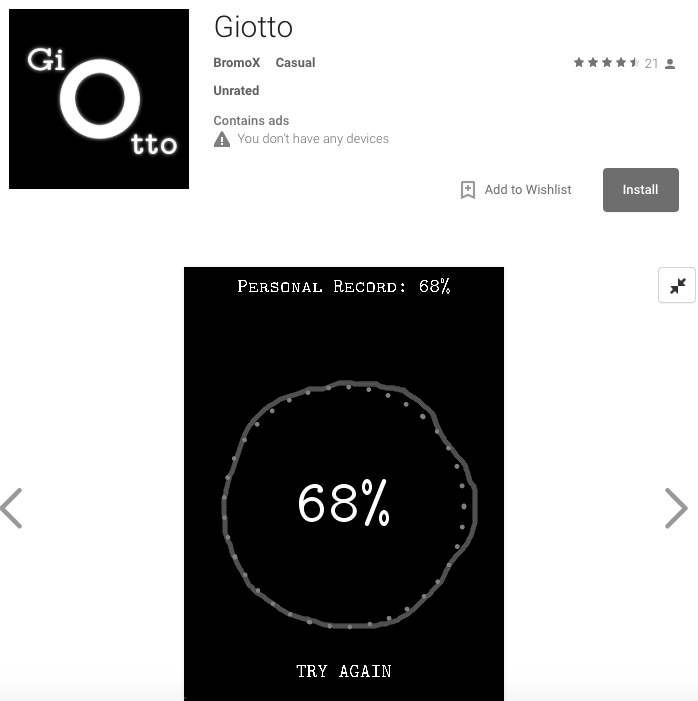 Gi
tto
Giotto
BromoX Casual
21
Unrated
Contains ads
You don't have any devices
Add to Wishlist
Install
Personal Record: 68%
68%
TRY AGAIN